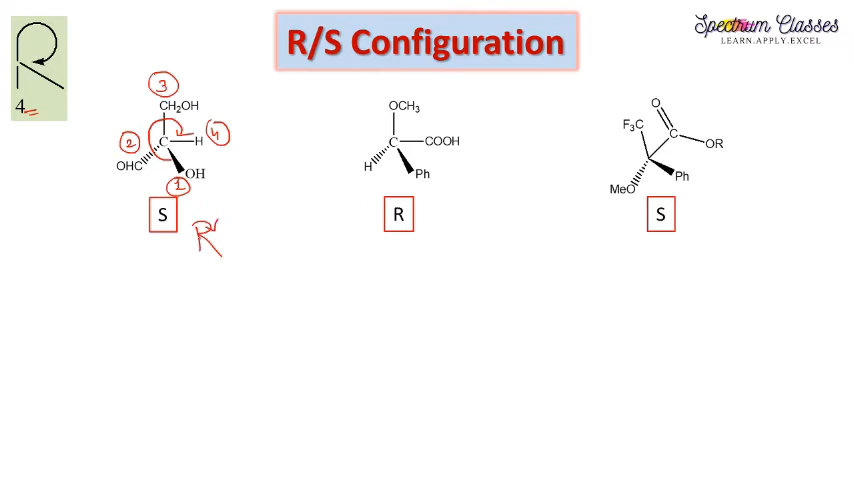 R
4
R/S Configuration
Spectrum Classes
LEARN.APPLY.EXCEL
3
CH2OH
2
C
H
4
OHC
OH
1
S
R
OCH3
C
COOH
H
Ph
R
O
F3C
C
OR
Ph
MeO
S